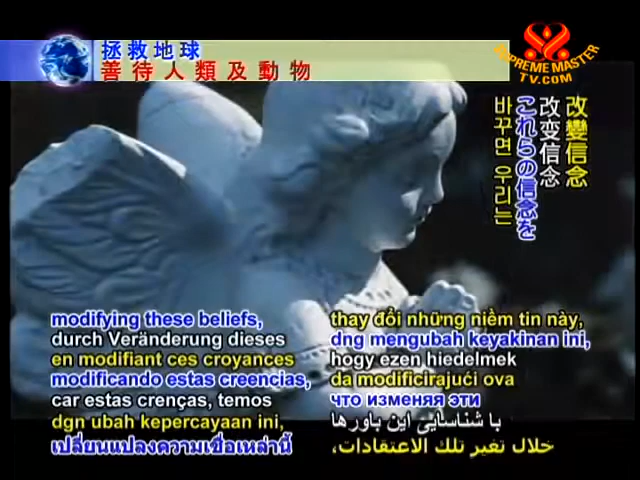 拯救地球
善待人類及動物
SUPREME MASTER
TV.COM
改變信念
改变信念
これらの信念を
바꾸면 우리는
modifying these beliefs,
durch Veränderung dieses
en modifiant ces croyances
modificando estas creencias,
car estas crenças, temos
dgn ubah kepercayaan ini,
เปลี่ยนแปลงความเชื่อเหล่านี้
thay đổi những niềm tin này,
dng mengubah keyakinan ini,
hogy ezen hiedelmek
da modificirajući ova
что изменяя эти
با شناسایی این باورها
خلال تغير تلك الاعتقادات،